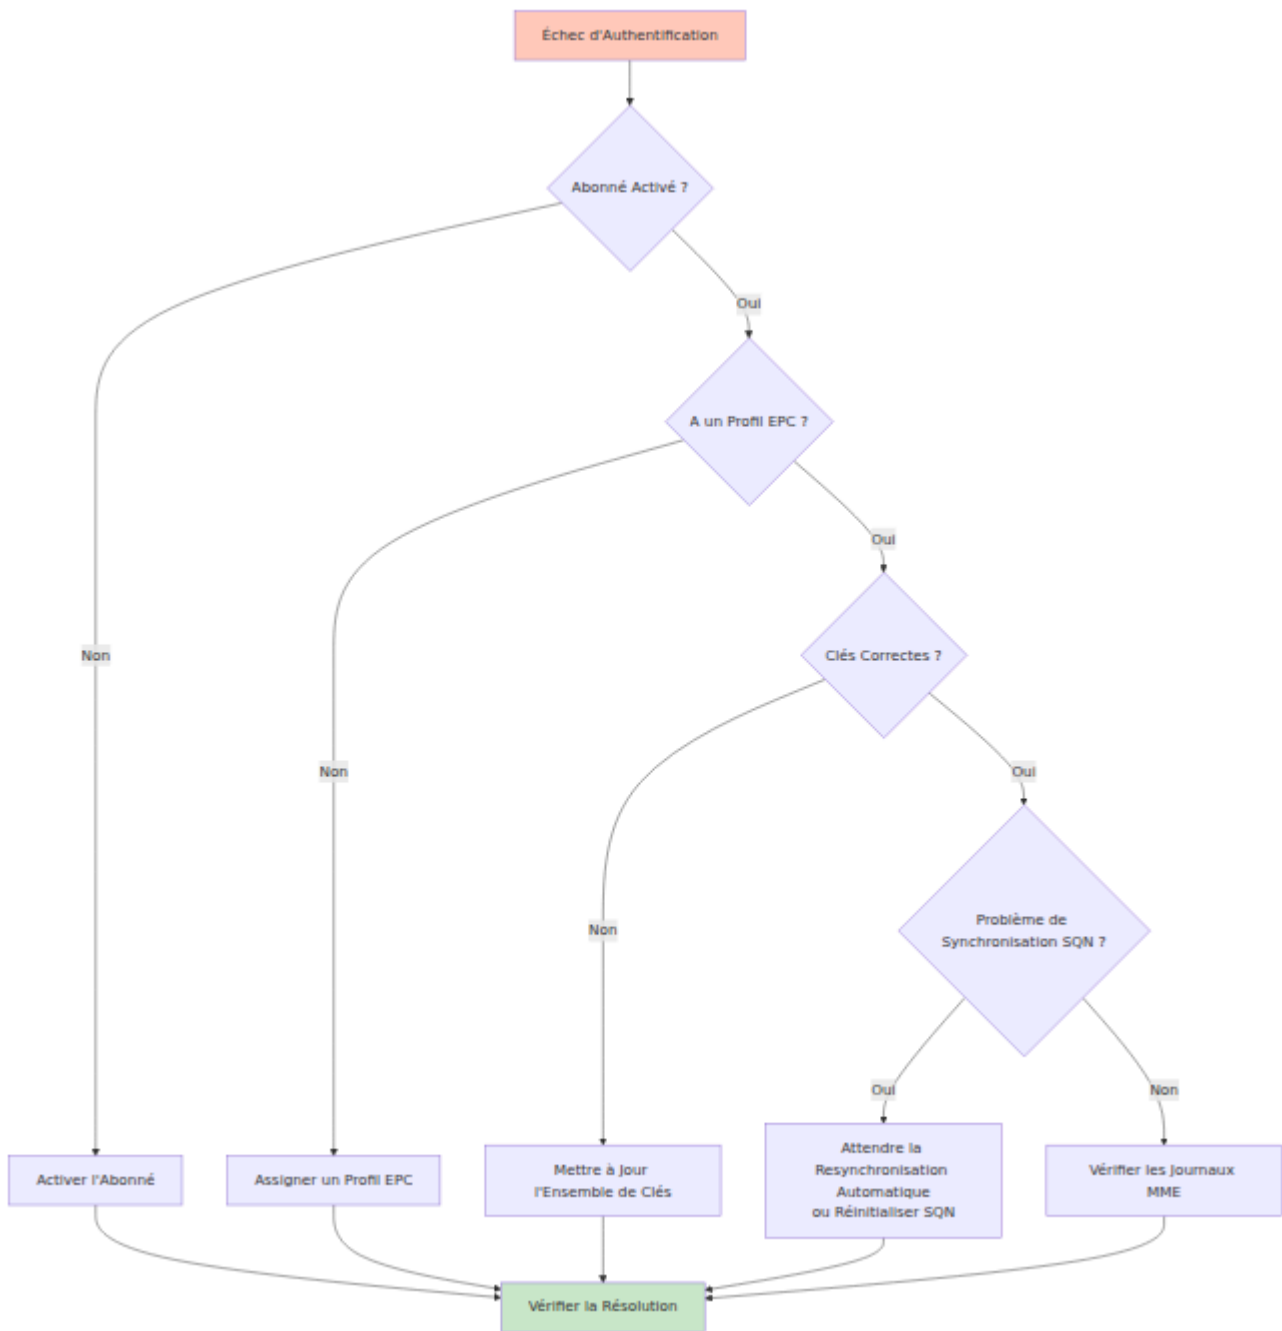 Échec d'Authentification
Abonné Activé ?
Oui
A un Profil EPC ?
Oui
Non
Clés Correctes ?
Non
Oui
Non
Problème de
Synchronisation SQN ?
Oui
Non
Activer l'Abonné
Assigner un Profil EPC
Mettre à Jour
l'Ensemble de Clés
Attendre la
Resynchronisation
Automatique
ou Réinitialiser SQN
Vérifier les Journaux
MME
Vérifier la Résolution